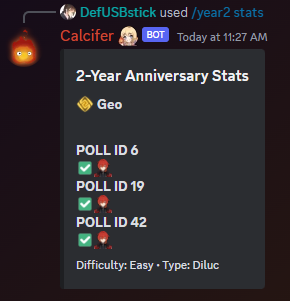 DefUSBstick used /year2 stats
Calcifer BOT Today at 11:27 AM
2-Year Anniversary Stats
Geo
POLL ID 6
POLL ID 19
POLL ID 42
Difficulty: Easy • Type: Diluc